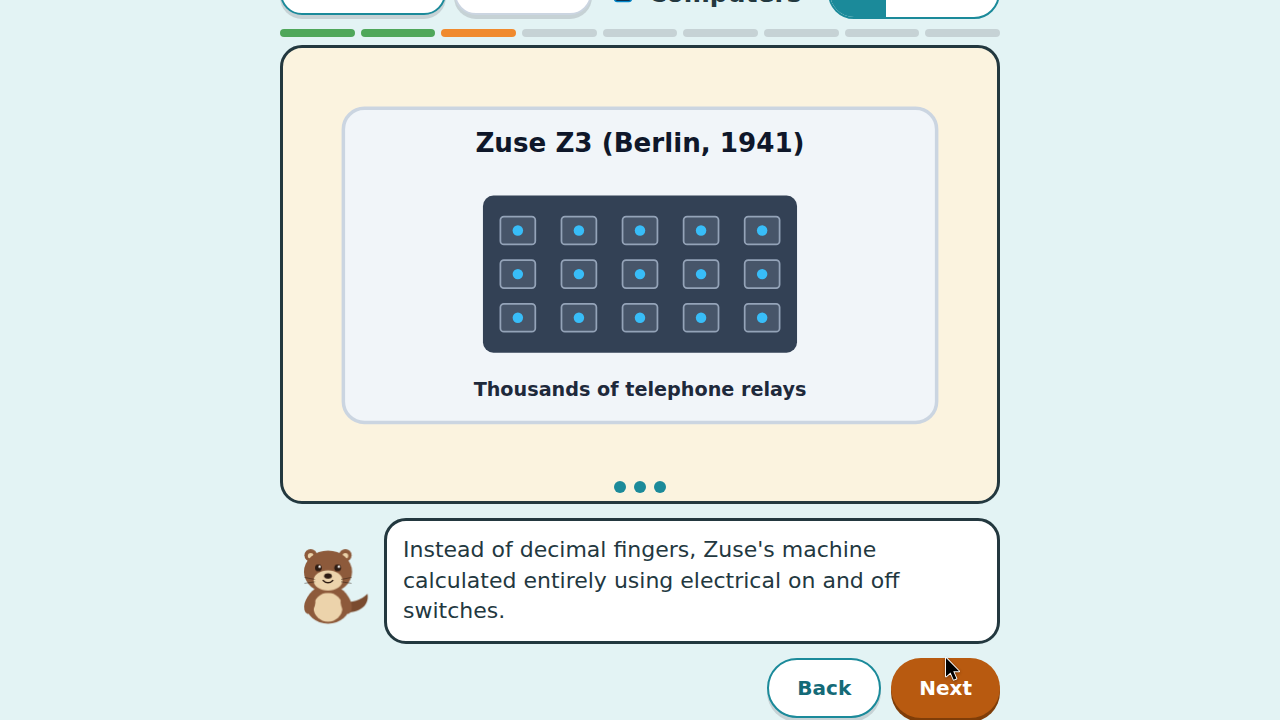 Computers
Zuse Z3 (Berlin, 1941)
Thousands of telephone relays
Instead of decimal fingers, Zuse's machine
calculated entirely using electrical on and off
switches.
Back
Next